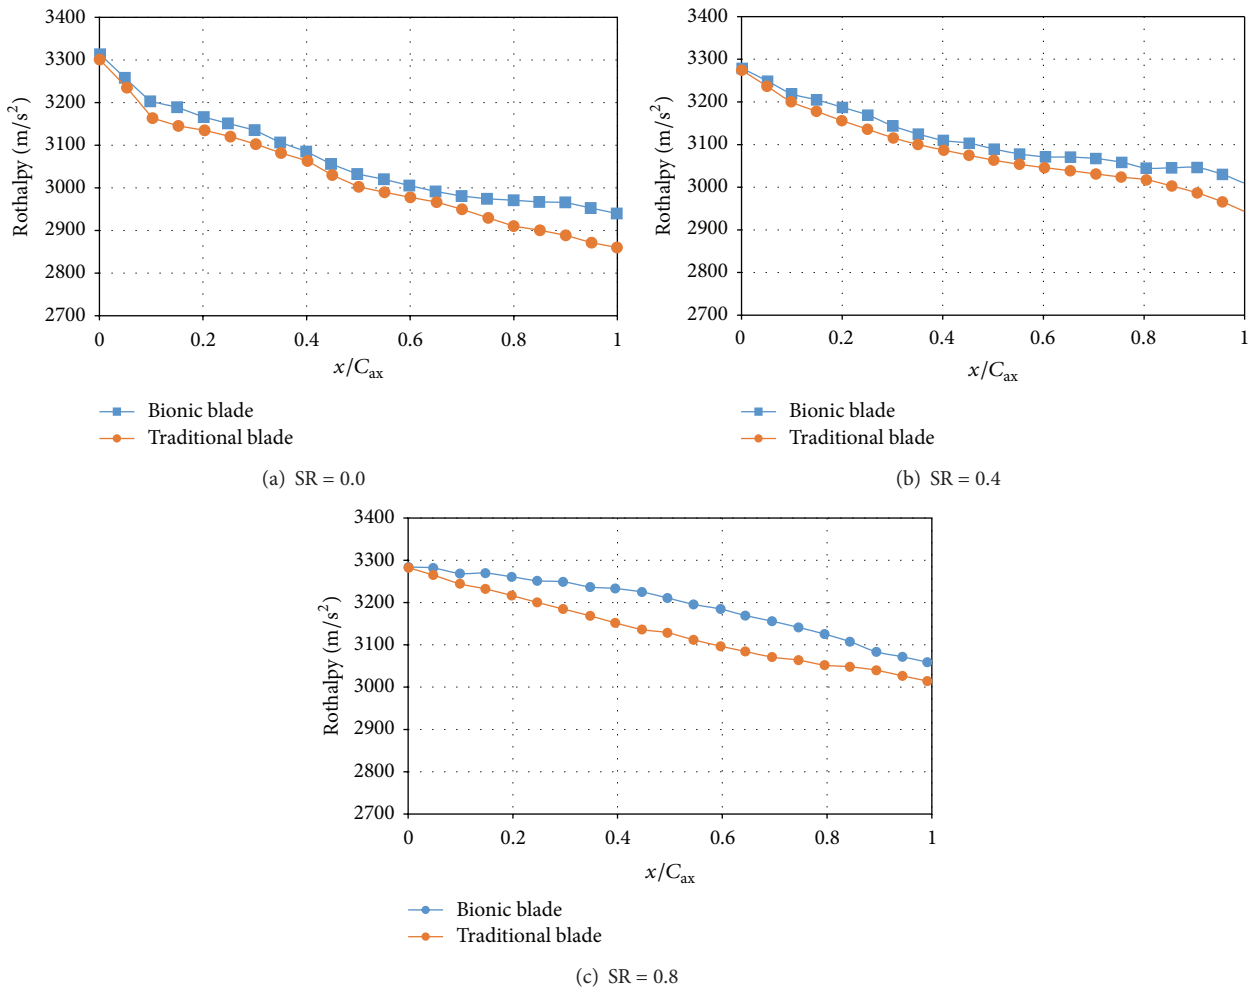 3400
3300
3200
3100
3000
2900
2800
2700
Rothalpy (m/s²)
0 0.2 0.4 0.6 0.8 1
x/Cax
Bionic blade
Traditional blade
(a) SR = 0.0
3400
3300
3200
3100
3000
2900
2800
2700
Rothalpy (m/s²)
0 0.2 0.4 0.6 0.8 1
x/Cax
Bionic blade
Traditional blade
(b) SR = 0.4
3400
3300
3200
3100
3000
2900
2800
2700
Rothalpy (m/s²)
0 0.2 0.4 0.6 0.8 1
x/Cax
Bionic blade
Traditional blade
(c) SR = 0.8